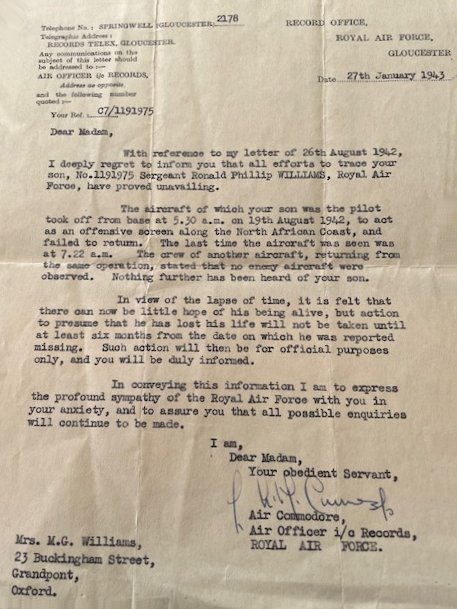 Telephone No. : SPRINGWELL (GLOUCESTER) 2178
Telegraphic Address :
RECORDS TELEX, GLOUCESTER.
Any communications on the
subject of this letter should
be addressed to :—
AIR OFFICER i/c RECORDS,
Address as opposite,
and the following number
quoted :—
Your Ref. C7/1191975
RECORD OFFICE,
ROYAL AIR FORCE,
GLOUCESTER
Date 27th January 1943
Dear Madam,
With reference to my letter of 26th August 1942,
I deeply regret to inform you that all efforts to trace your
son, No.1191975 Sergeant Ronald Phillip WILLIAMS, Royal Air
Force, have proved unavailing.
The aircraft of which your son was the pilot
took off from base at 5.30 a.m. on 19th August 1942, to act
as an offensive screen along the North African Coast, and
failed to return. The last time the aircraft was seen was
at 7.22 a.m. The crew of another aircraft, returning from
the same operation, stated that no enemy aircraft were
observed. Nothing further has been heard of your son.
In view of the lapse of time, it is felt that
there can now be little hope of his being alive, but action
to presume that he has lost his life will not be taken until
at least six months from the date on which he was reported
missing. Such action will then be for official purposes
only, and you will be duly informed.
In conveying this information I am to express
the profound sympathy of the Royal Air Force with you in
your anxiety, and to assure you that all possible enquiries
will continue to be made.
I am,
Dear Madam,
Your obedient Servant,
Air Commodore,
Air Officer i/c Records,
ROYAL AIR FORCE.
Mrs. M.G. Williams,
23 Buckingham Street,
Grandpont,
Oxford.